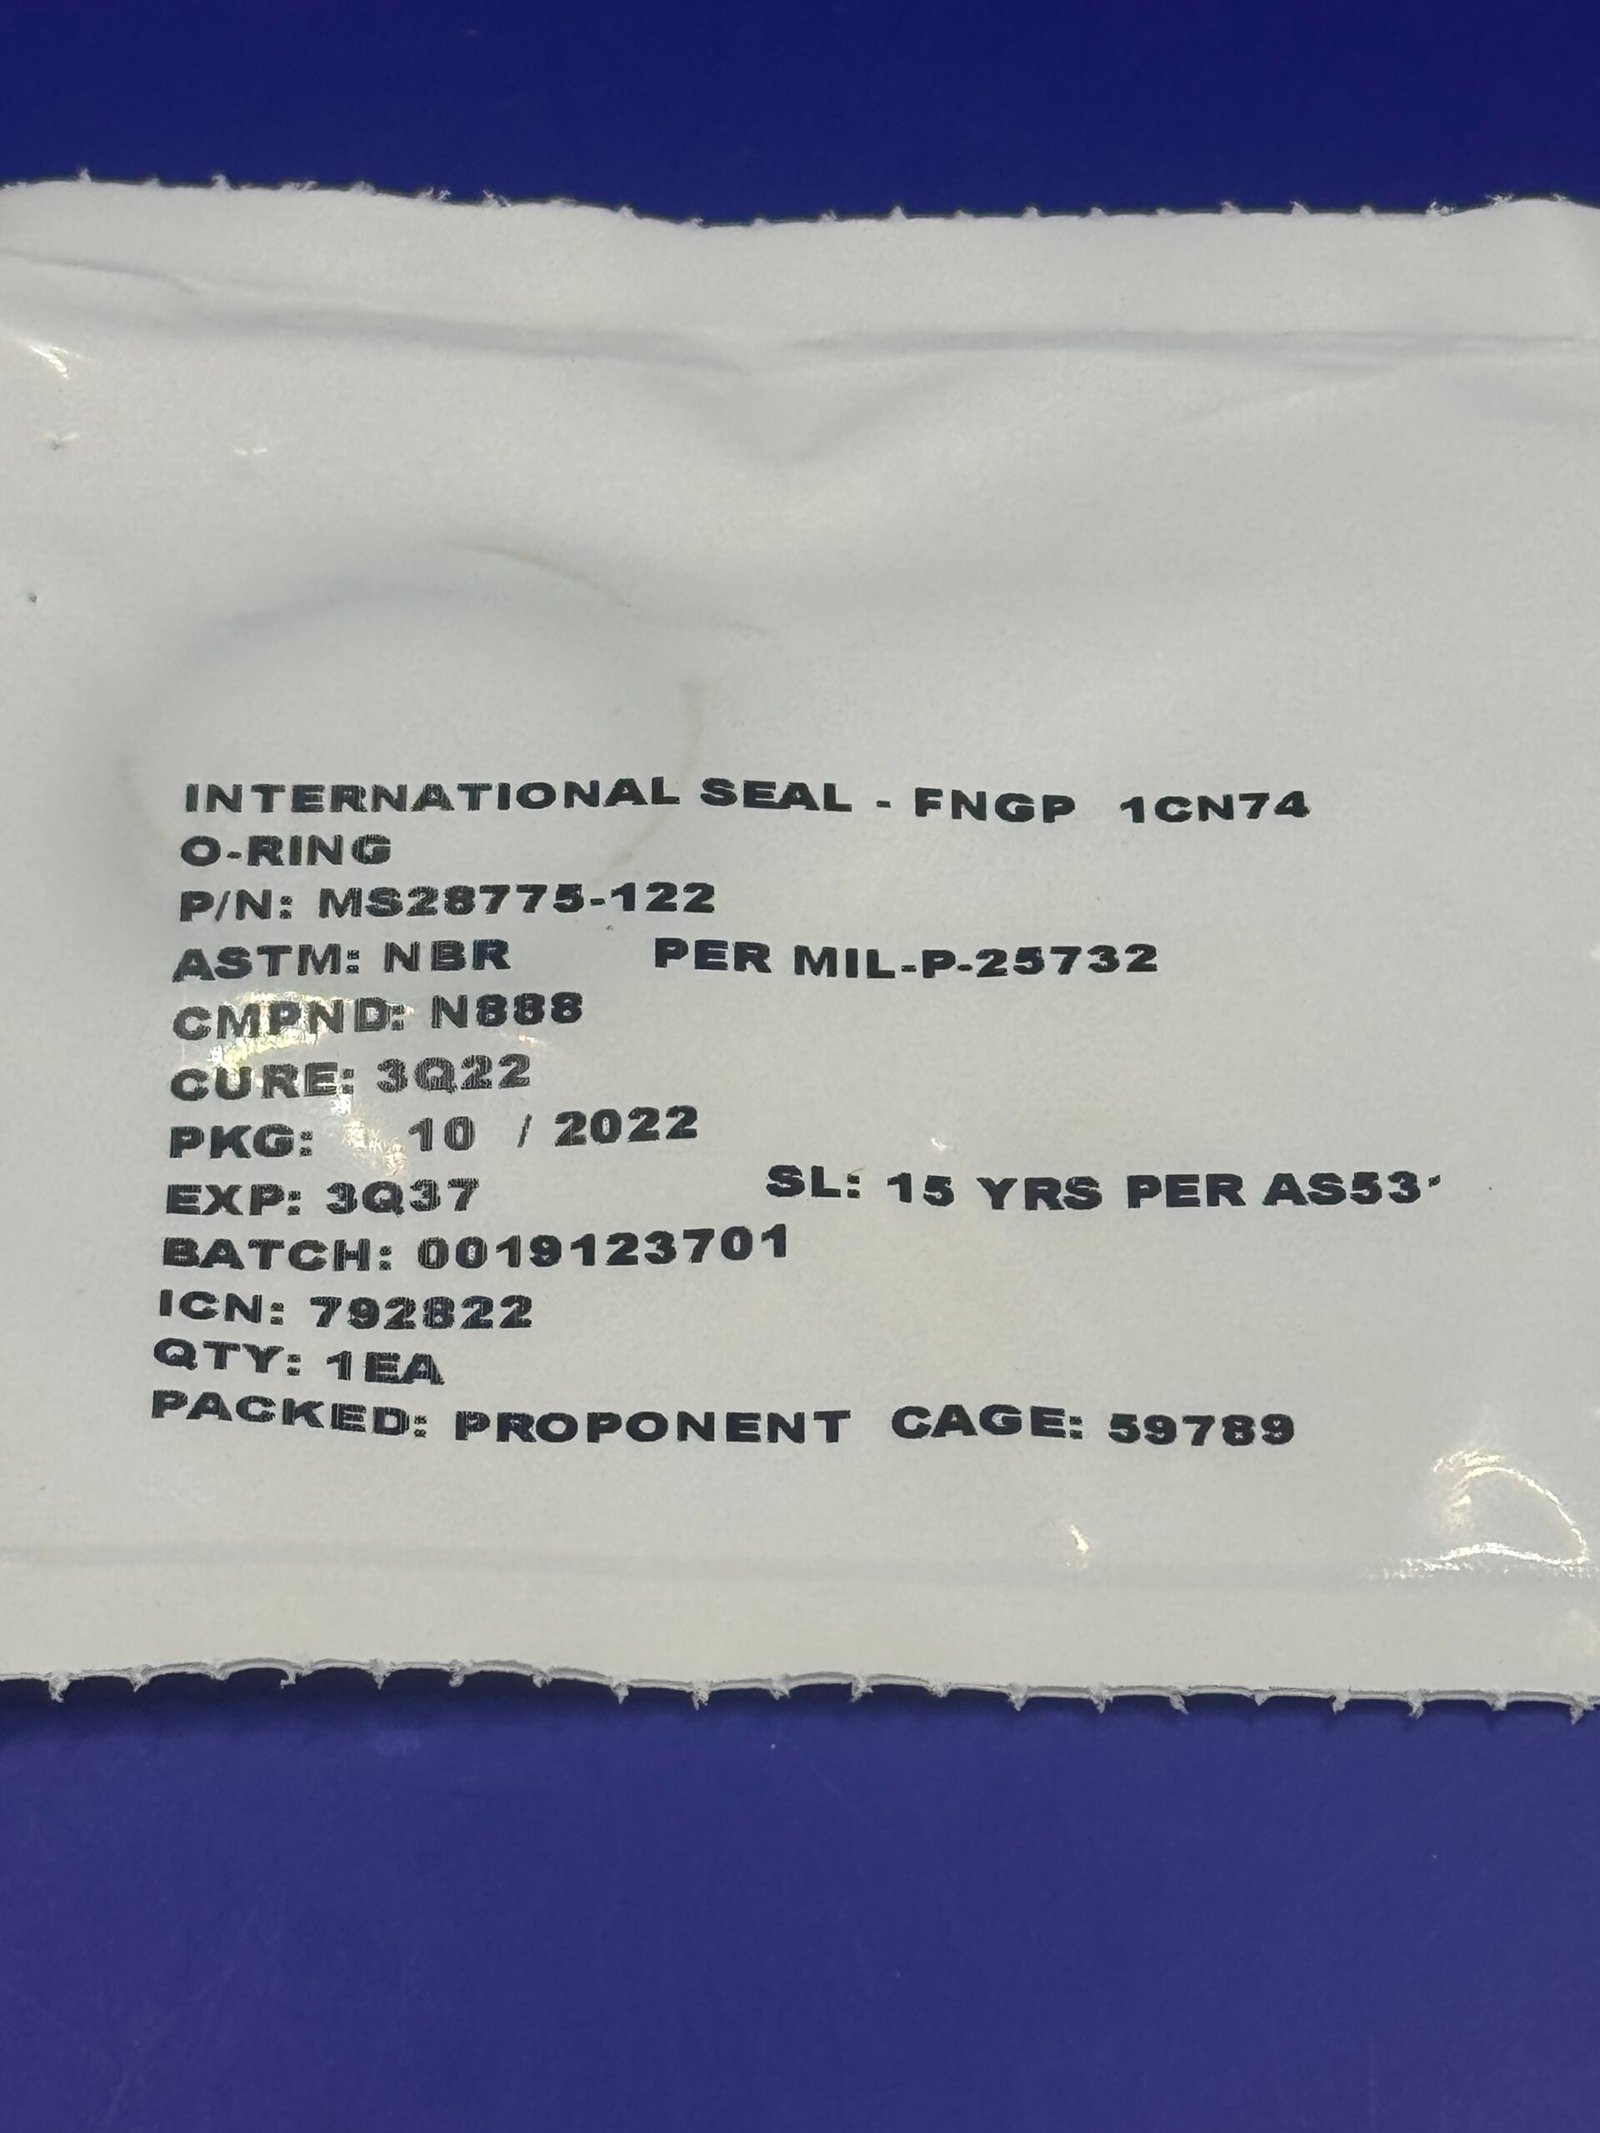 INTERNATIONAL SEAL - FNGP 1CN74
O-RING
P/N: MS28775-122
ASTM: NBR PER MIL-P-25732
CMPND: N888
CURE: 3Q22
PKG: 10 / 2022
EXP: 3Q37 SL: 15 YRS PER
BATCH: 0019123701
ICN: 792822
QTY: 1EA
PACKED: PROPONENT CAGE: 59789